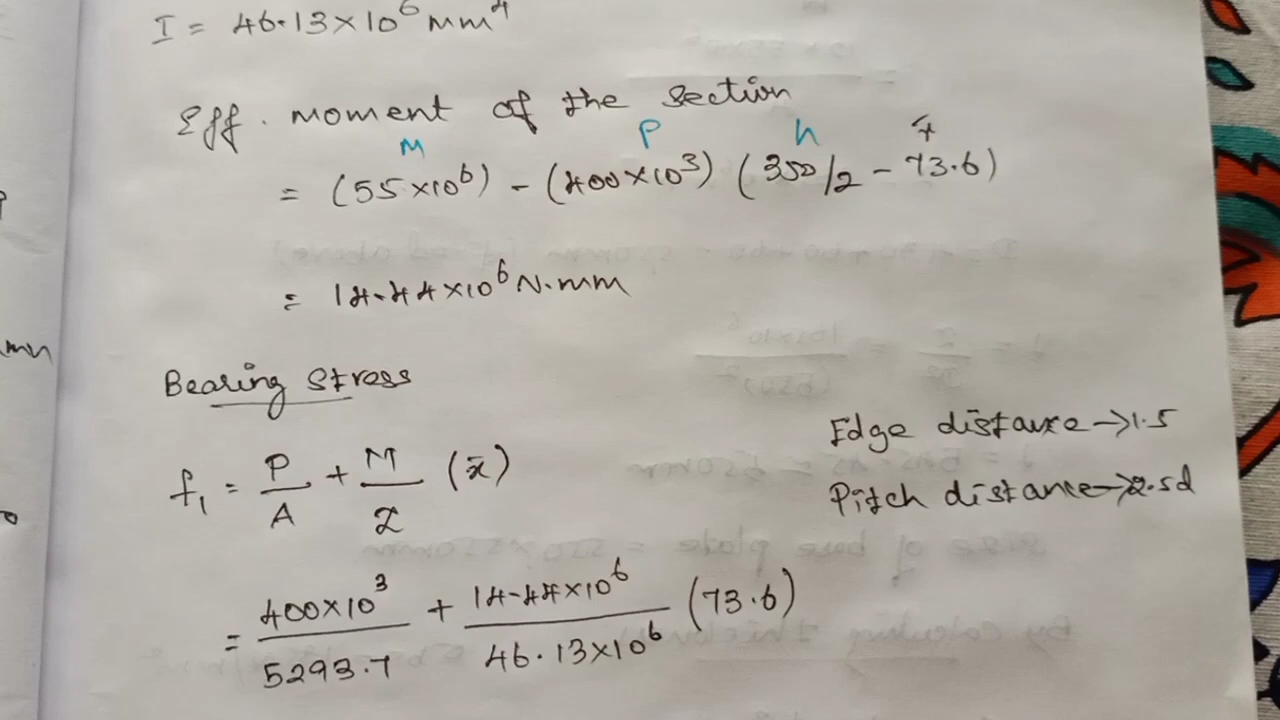 I = 46.13×10⁶ mm⁴
Eff. moment of the section
M P h x̄
= (55×10⁶) - (400×10³) (350/2 - 73.6)
= 14.44×10⁶ N.mm
mm
Bearing stress
f₁ = P/A + M/I (x̄)
Edge distance → 1.5
Pitch distance → 2.5d
= 400×10³/5293.7 + 14.44×10⁶/46.13×10⁶ (73.6)